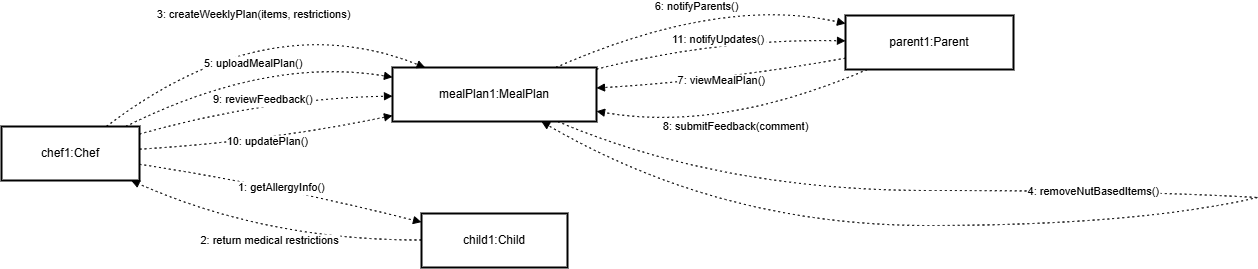 3: createWeeklyPlan(items, restrictions)
6: notifyParents()
11: notifyUpdates()
parent1:Parent
5: uploadMealPlan()
7: viewMealPlan()
mealPlan1:MealPlan
9: reviewFeedback()
8: submitFeedback(comment)
10: updatePlan()
chef1:Chef
1: getAllergyInfo()
4: removeNutBasedItems()
2: return medical restrictions
child1:Child